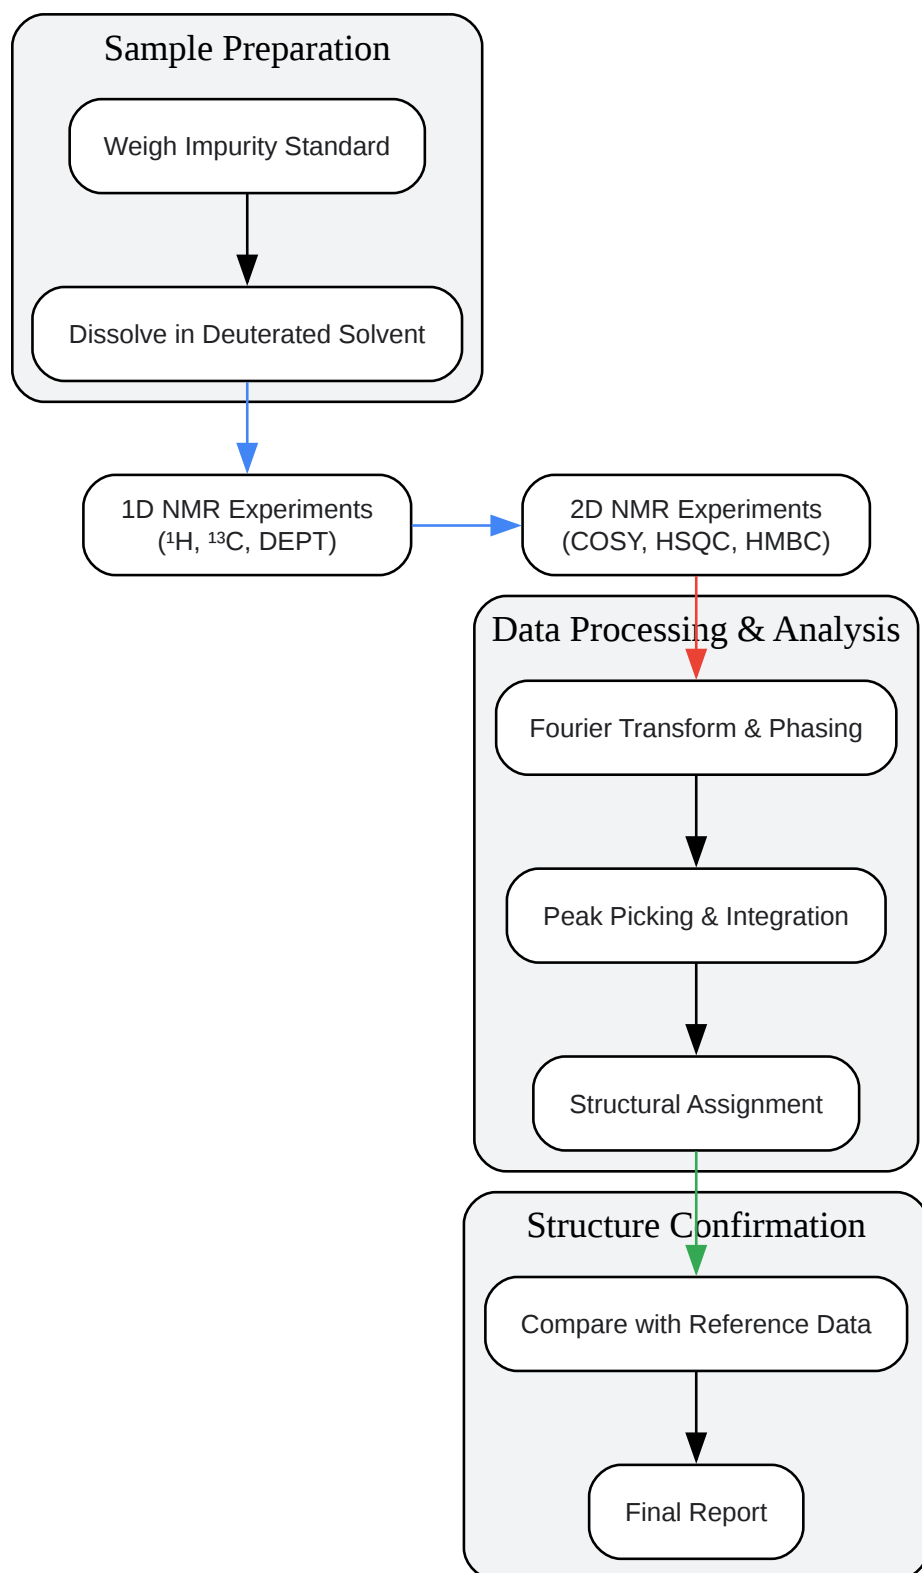 Sample Preparation
Weigh Impurity Standard
Dissolve in Deuterated Solvent
1D NMR Experiments
(¹H, ¹³C, DEPT)
2D NMR Experiments
(COSY, HSQC, HMBC)
Data Processing & Analysis
Fourier Transform & Phasing
Peak Picking & Integration
Structural Assignment
Structure Confirmation
Compare with Reference Data
Final Report